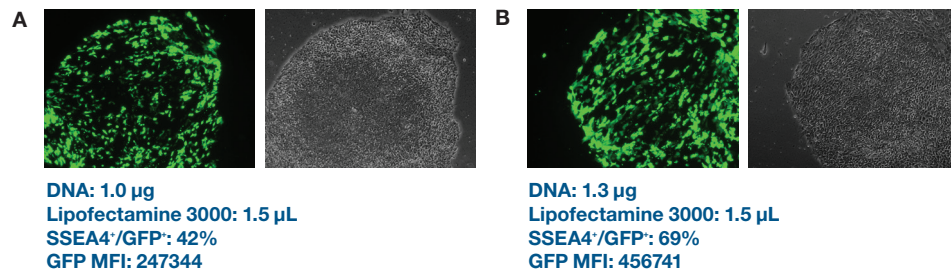 A
DNA: 1.0 µg
Lipofectamine 3000: 1.5 µL
SSEA4⁺/GFP⁺: 42%
GFP MFI: 247344
B
DNA: 1.3 µg
Lipofectamine 3000: 1.5 µL
SSEA4⁺/GFP⁺: 69%
GFP MFI: 456741